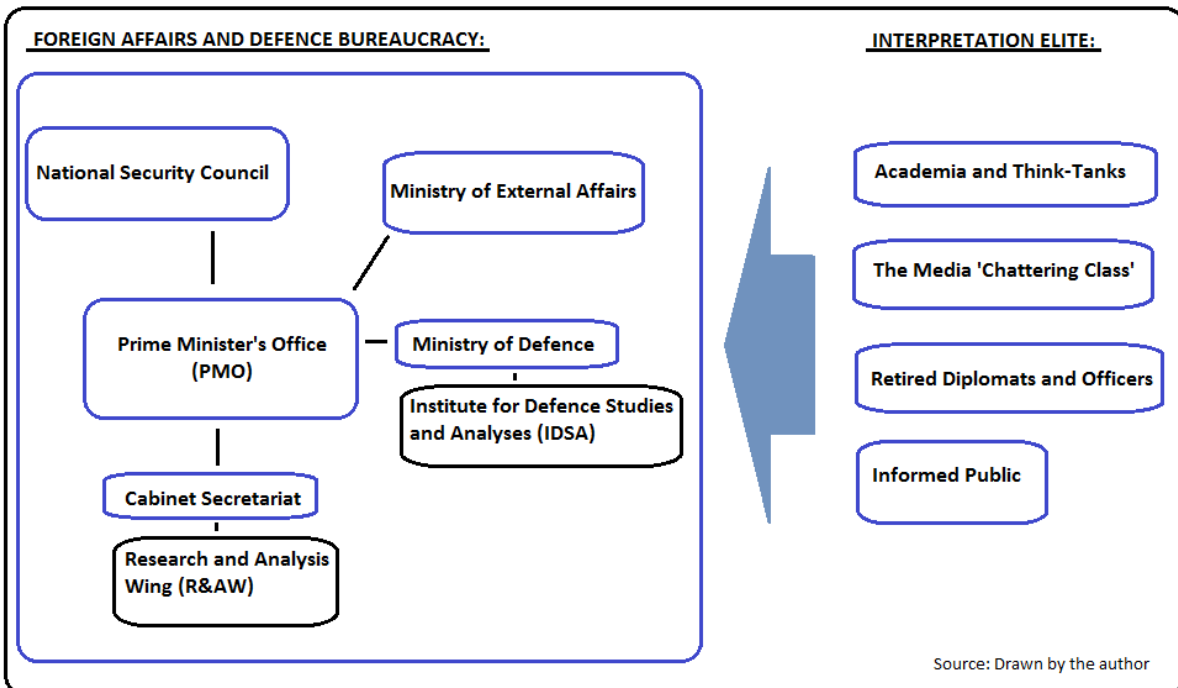 FOREIGN AFFAIRS AND DEFENCE BUREAUCRACY:
National Security Council
Ministry of External Affairs
Prime Minister's Office
(PMO)
Ministry of Defence
Institute for Defence Studies
and Analyses (IDSA)
Cabinet Secretariat
Research and Analysis
Wing (R&AW)
INTERPRETATION ELITE:
Academia and Think-Tanks
The Media 'Chattering Class'
Retired Diplomats and Officers
Informed Public
Source: Drawn by the author